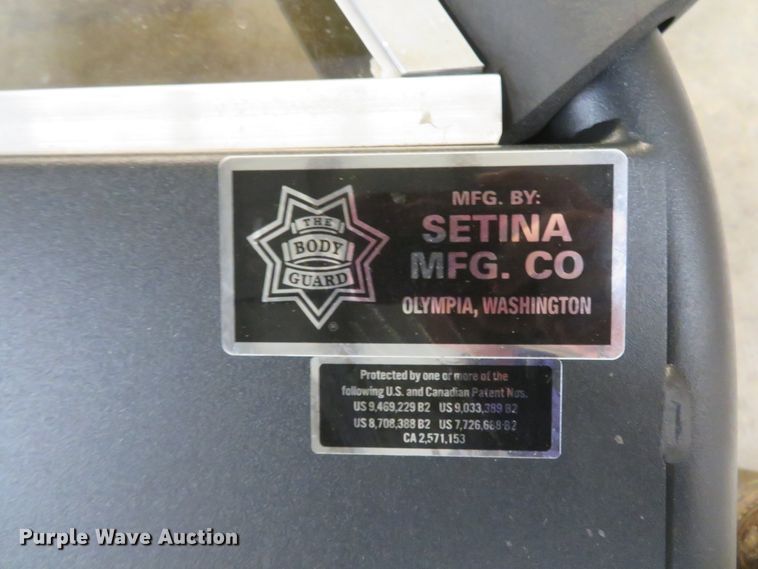 THE
BODY
GUARD
®
MFG. BY:
SETINA
MFG. CO
OLYMPIA, WASHINGTON
Protected by one or more of the
following U.S. and Canadian Patent Nos.
US 9,469,229 B2 US 9,033,389 B2
US 8,708,388 B2 US 7,726,688 B2
CA 2,571,153
Purple Wave Auction